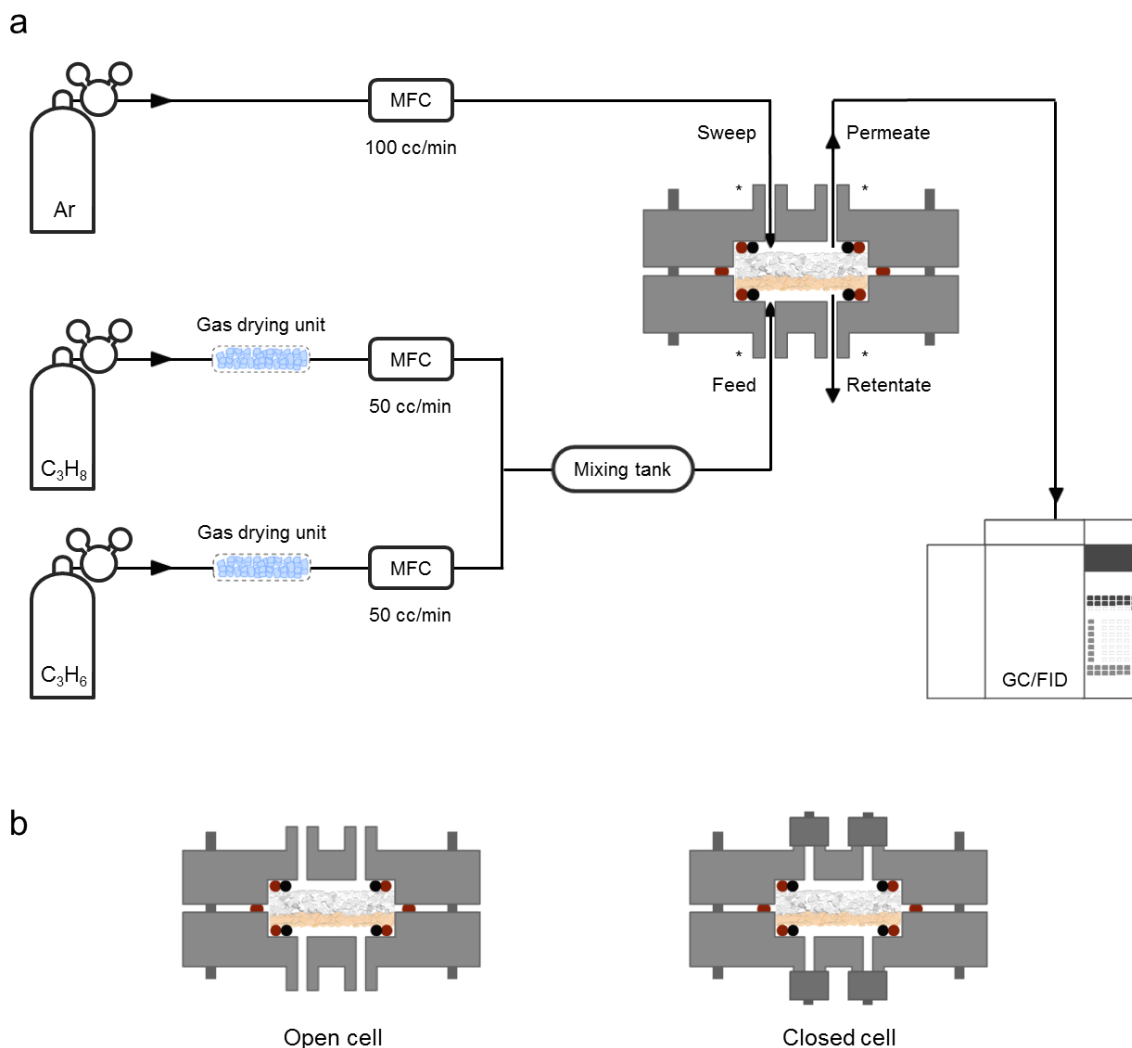 a
MFC
100 cc/min
Ar
Sweep
Permeate
*
*
Gas drying unit
MFC
50 cc/min
C₃H₈
*
*
Feed
Retentate
Mixing tank
Gas drying unit
MFC
50 cc/min
C₃H₆
GC/FID
b
Open cell
Closed cell